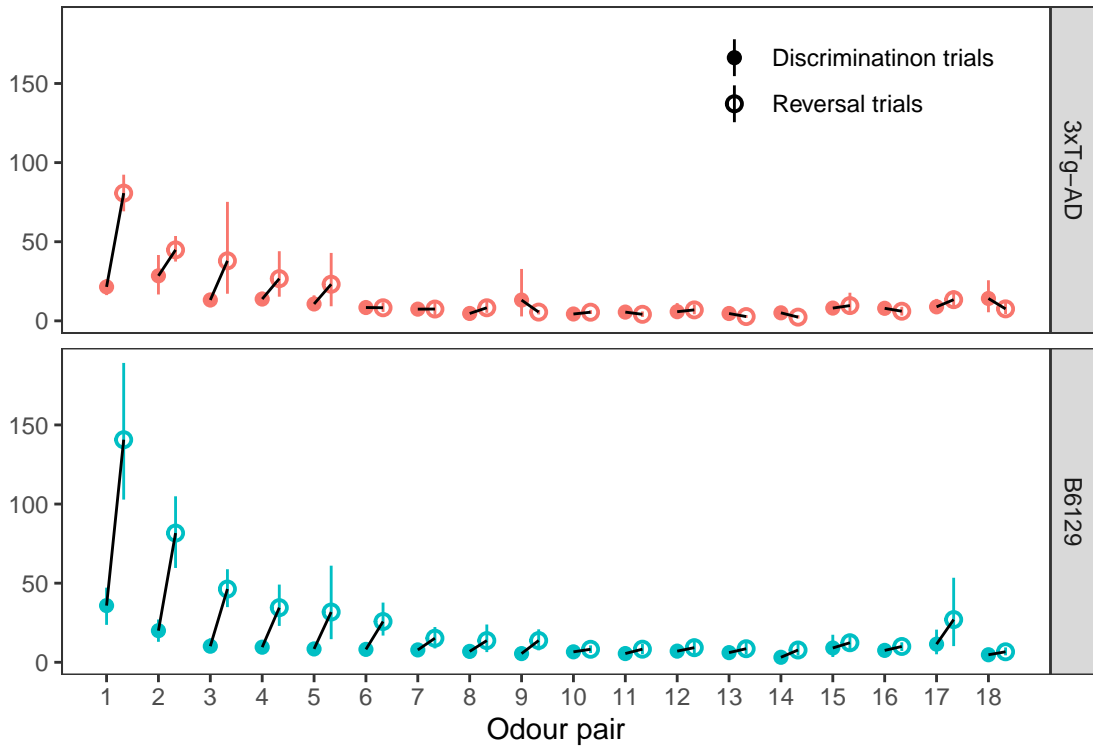 150
100
50
0
Discriminatinon trials
Reversal trials
3xTg−AD
150
100
50
0
B6129
1 2 3 4 5 6 7 8 9 10 11 12 13 14 15 16 17 18
Odour pair